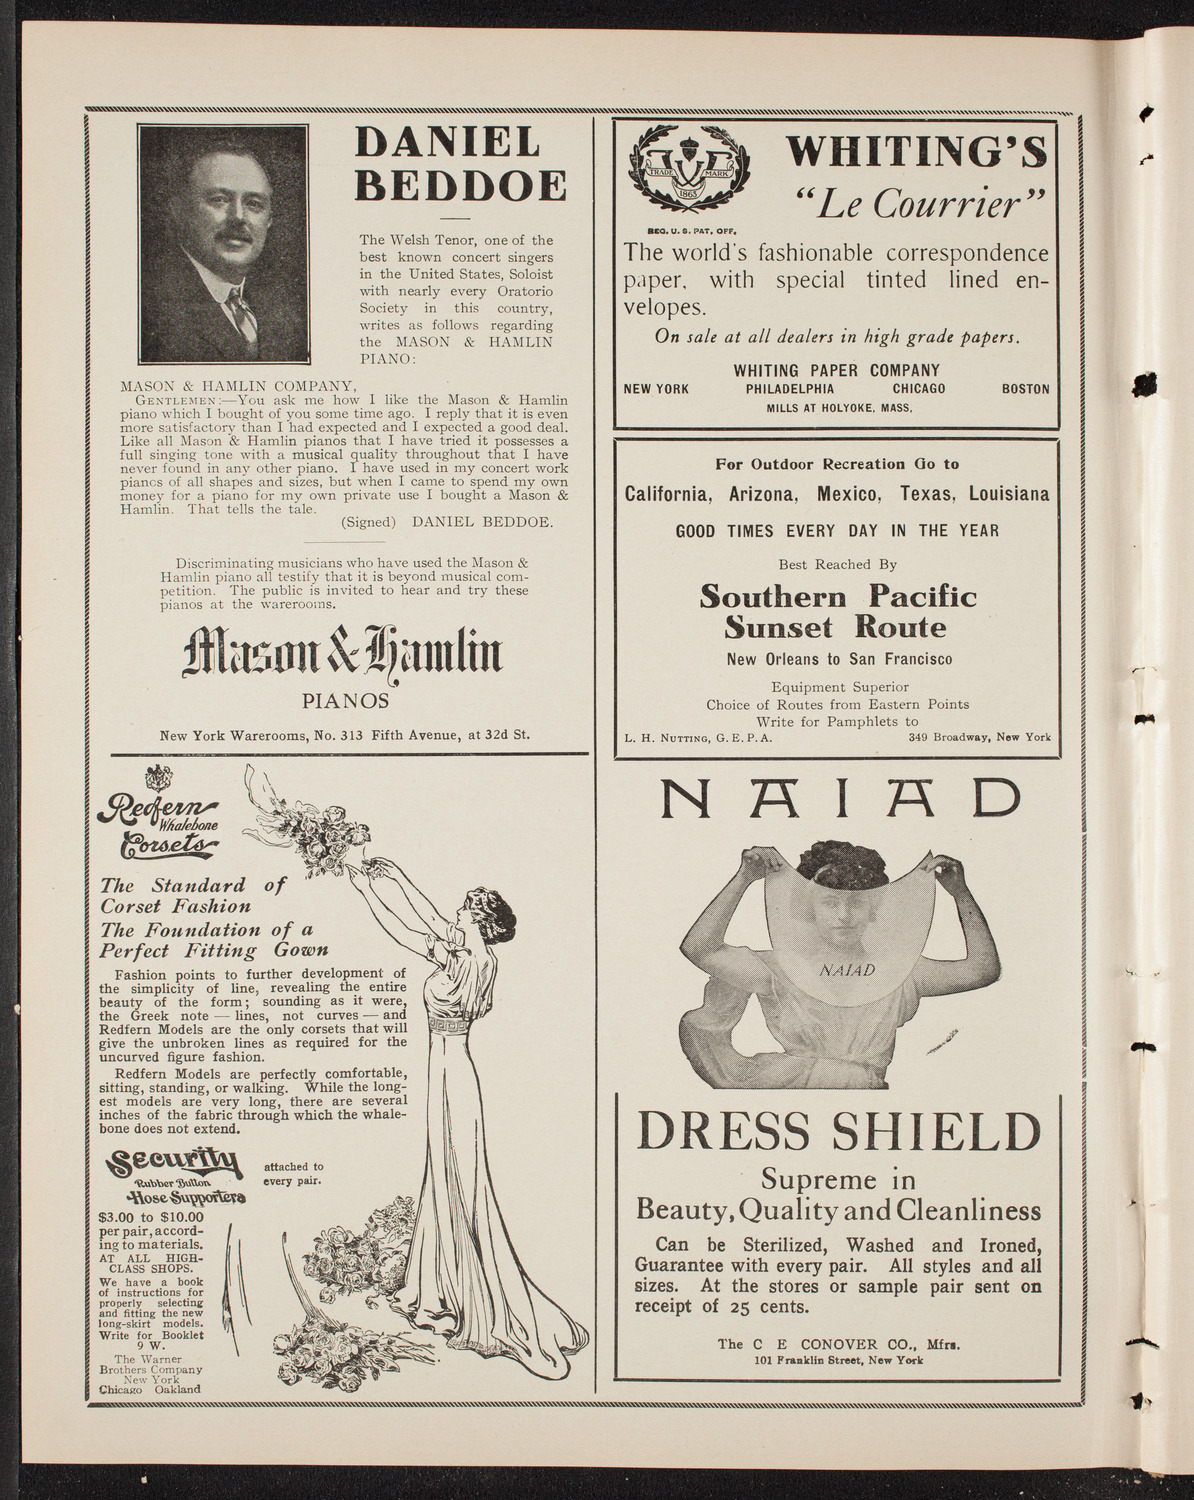 DANIEL
BEDDOE
The Welsh Tenor, one of the
best known concert singers
in the United States, Soloist
with nearly every Oratorio
Society in this country,
writes as follows regarding
the MASON & HAMLIN
PIANO:
MASON & HAMLIN COMPANY,
GENTLEMEN:—You ask me how I like the Mason & Hamlin
piano which I bought of you some time ago. I reply that it is even
more satisfactory than I had expected and I expected a good deal.
Like all Mason & Hamlin pianos that I have tried it possesses a
full singing tone with a musical quality throughout that I have
never found in any other piano. I have used in my concert work
pianos of all shapes and sizes, but when I came to spend my own
money for a piano for my own private use I bought a Mason &
Hamlin. That tells the tale.
(Signed) DANIEL BEDDOE.
Discriminating musicians who have used the Mason &
Hamlin piano all testify that it is beyond musical com-
petition. The public is invited to hear and try these
pianos at the warerooms.
Mason & Hamlin
PIANOS
New York Warerooms, No. 313 Fifth Avenue, at 32d St.
Redfern
Whalebone
Corsets
The Standard of
Corset Fashion
The Foundation of a
Perfect Fitting Gown
Fashion points to further development of
the simplicity of line, revealing the entire
beauty of the form; sounding as it were,
the Greek note — lines, not curves — and
Redfern Models are the only corsets that will
give the unbroken lines as required for the
uncurved figure fashion.
Redfern Models are perfectly comfortable,
sitting, standing, or walking. While the long-
est models are very long, there are several
inches of the fabric through which the whale-
bone does not extend.
Security
Rubber Button
Hose Supporters
attached to
every pair.
$3.00 to $10.00
per pair, accord-
ing to materials.
AT ALL HIGH-
CLASS SHOPS.
We have a book
of instructions for
properly selecting
and fitting the new
long-skirt models.
Write for Booklet
9 W.
The Warner
Brothers Company
New York
Chicago Oakland
TRADE MARK
1865
REG. U. S. PAT. OFF.
WHITING'S
"Le Courrier"
The world's fashionable correspondence
paper, with special tinted lined en-
velopes.
On sale at all dealers in high grade papers.
WHITING PAPER COMPANY
NEW YORK PHILADELPHIA CHICAGO BOSTON
MILLS AT HOLYOKE, MASS,
For Outdoor Recreation Go to
California, Arizona, Mexico, Texas, Louisiana
GOOD TIMES EVERY DAY IN THE YEAR
Best Reached By
Southern Pacific
Sunset Route
New Orleans to San Francisco
Equipment Superior
Choice of Routes from Eastern Points
Write for Pamphlets to
L. H. NUTTING, G. E. P. A. 349 Broadway, New York
NAIAD
NAIAD
DRESS SHIELD
Supreme in
Beauty, Quality and Cleanliness
Can be Sterilized, Washed and Ironed,
Guarantee with every pair. All styles and all
sizes. At the stores or sample pair sent on
receipt of 25 cents.
The C E CONOVER CO., Mfrs.
101 Franklin Street, New York